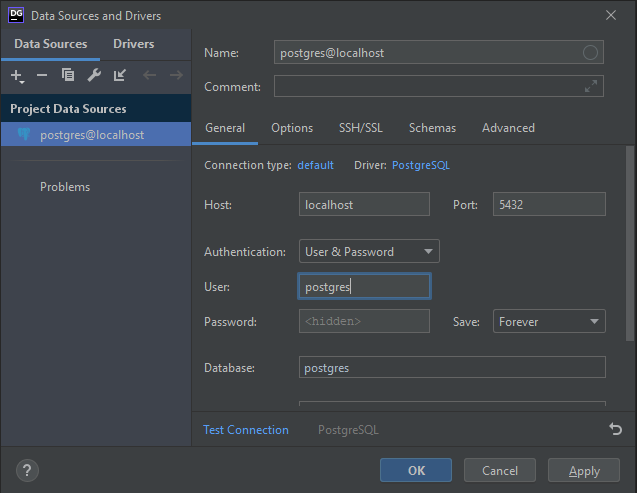 DG Data Sources and Drivers
Data Sources Drivers
Project Data Sources
postgres@localhost
Problems
Name: postgres@localhost
Comment:
General Options SSH/SSL Schemas Advanced
Connection type: default Driver: PostgreSQL
Host: localhost Port: 5432
Authentication: User & Password
User: postgres
Password: <hidden> Save: Forever
Database: postgres
Test Connection PostgreSQL
? OK Cancel Apply